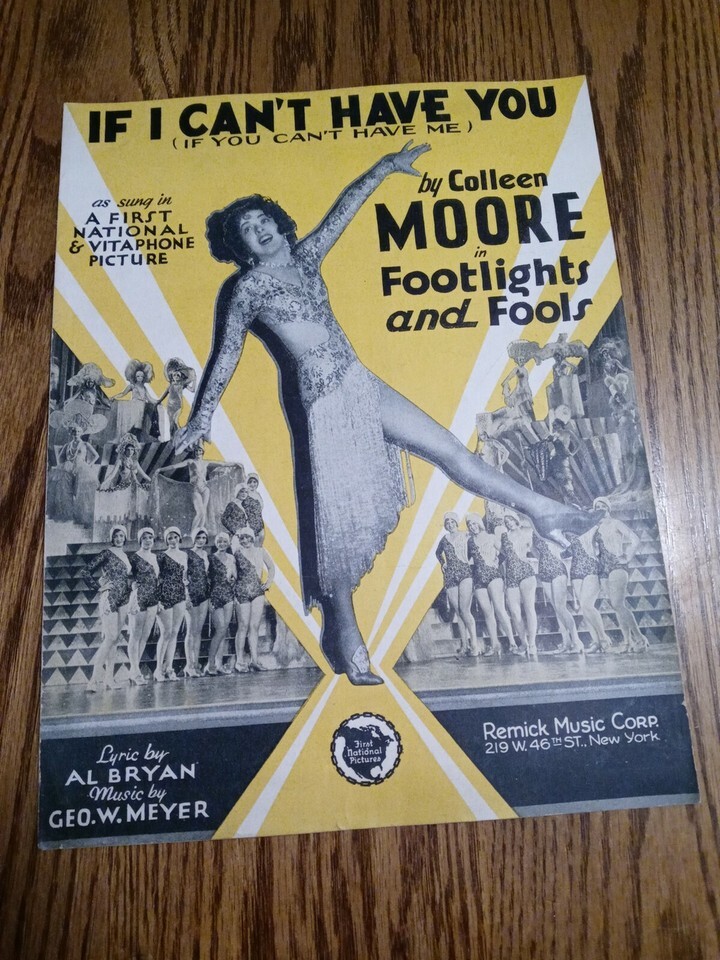 IF I CAN'T HAVE YOU
(IF YOU CAN'T HAVE ME)
as sung in
A FIRST
NATIONAL
& VITAPHONE
PICTURE
by Colleen
MOORE
in
Footlights
and Fools
Lyric by
AL BRYAN
Music by
GEO. W. MEYER
First
National
Pictures
Remick Music Corp.
219 W. 46TH ST., New York